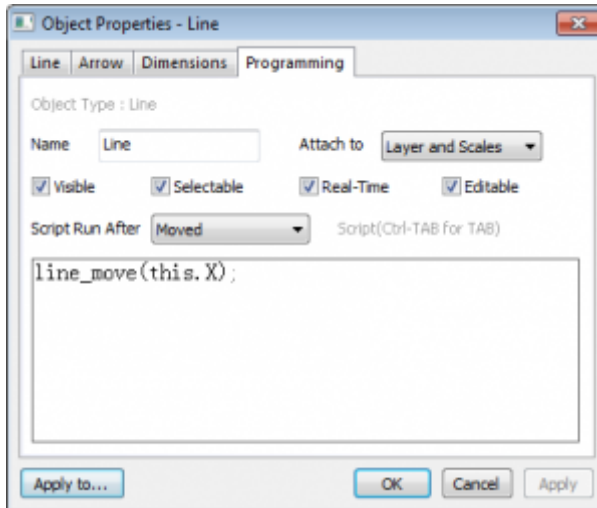 Object Properties - Line
Line Arrow Dimensions Programming
Object Type : Line
Name Line Attach to Layer and Scales
Visible Selectable Real-Time Editable
Script Run After Moved Script(Ctrl-TAB for TAB)
line_move(this.X);
Apply to... OK Cancel Apply